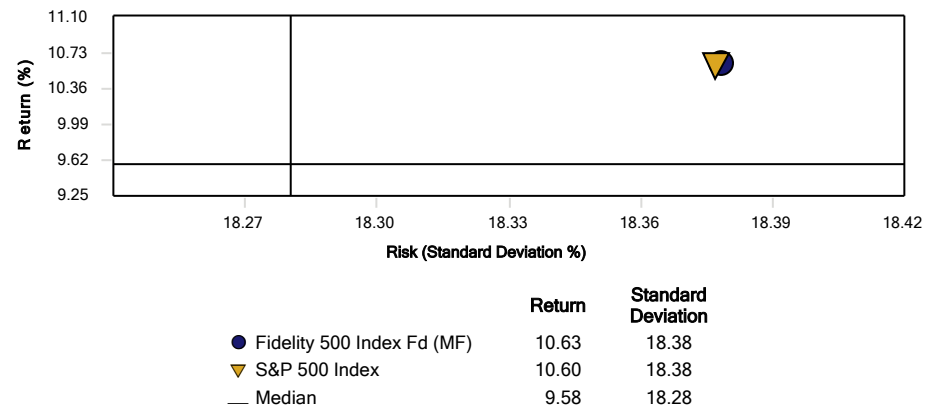 11.10
10.73
10.36
9.99
9.62
9.25
Return (%)
18.27 18.30 18.33 18.36 18.39 18.42
Risk (Standard Deviation %)
Return Standard Deviation
Fidelity 500 Index Fd (MF) 10.63 18.38
S&P 500 Index 10.60 18.38
Median 9.58 18.28